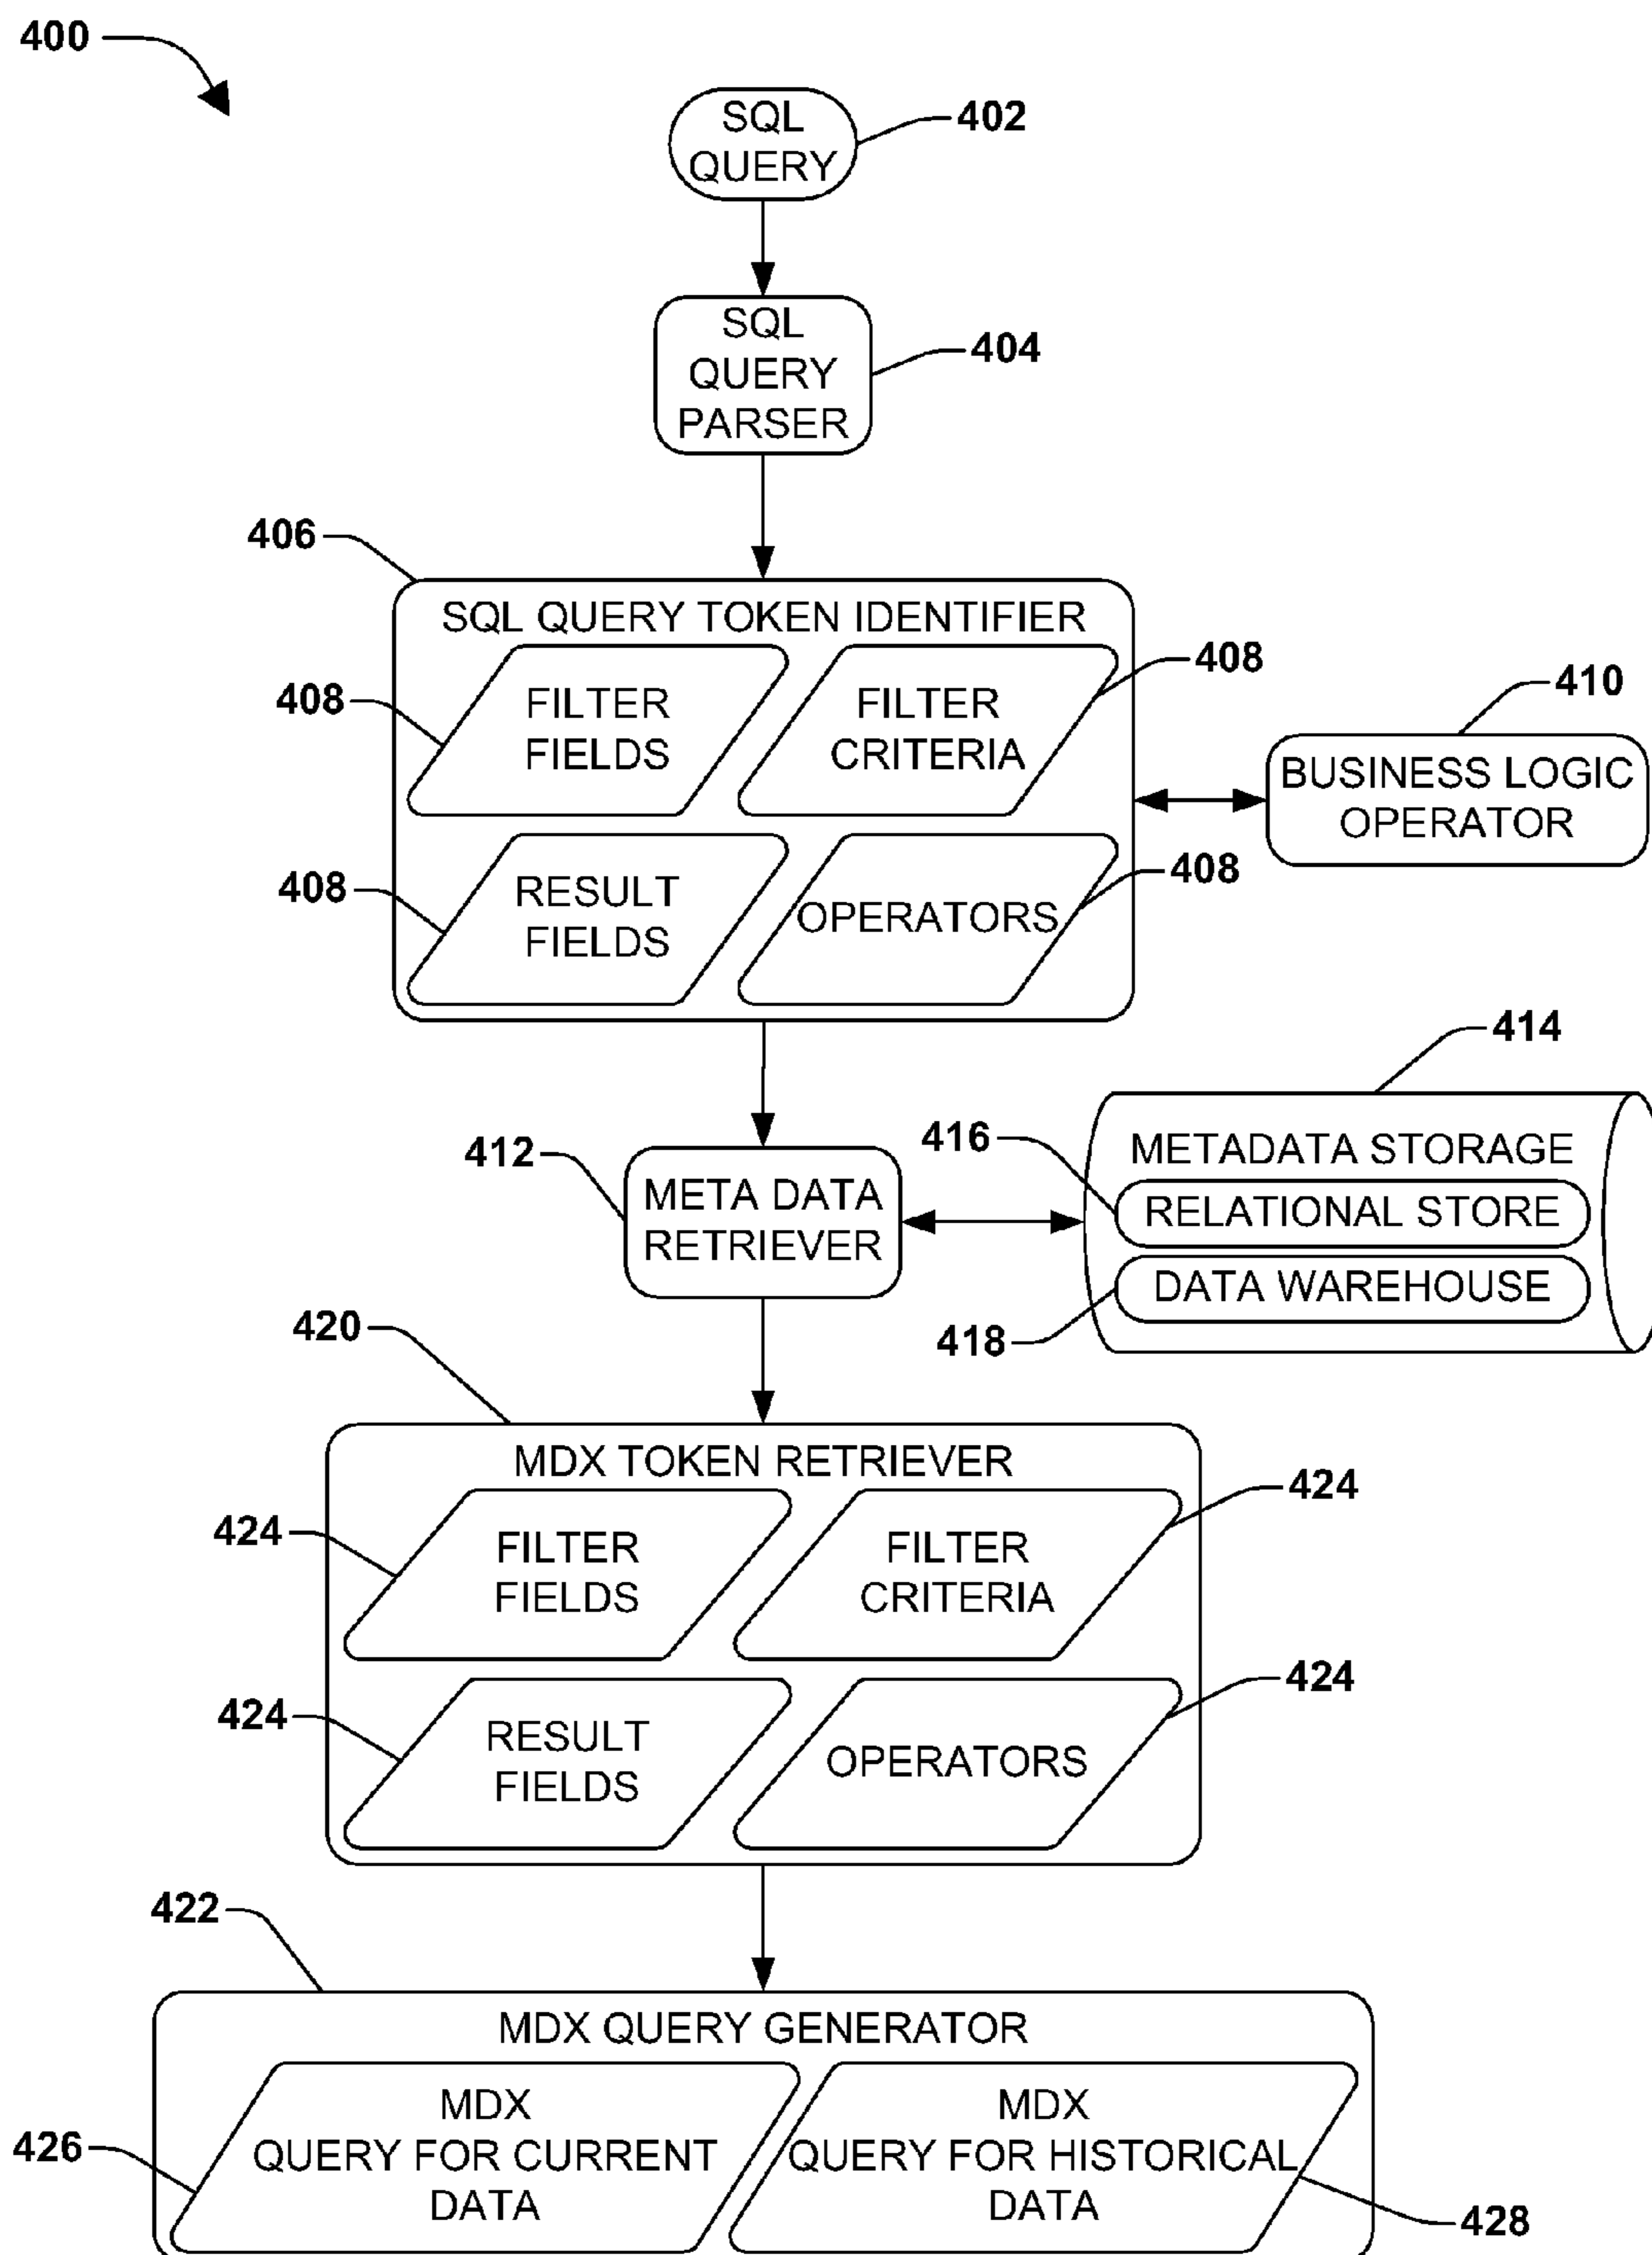 400
SQL
QUERY
402
SQL
QUERY
PARSER
404
406
SQL QUERY TOKEN IDENTIFIER
408
FILTER
FIELDS
FILTER
CRITERIA
408
408
RESULT
FIELDS
OPERATORS
408
410
BUSINESS LOGIC
OPERATOR
412
META DATA
RETRIEVER
414
METADATA STORAGE
416
RELATIONAL STORE
DATA WAREHOUSE
418
420
MDX TOKEN RETRIEVER
424
FILTER
FIELDS
FILTER
CRITERIA
424
424
RESULT
FIELDS
OPERATORS
424
422
MDX QUERY GENERATOR
426
MDX
QUERY FOR CURRENT
DATA
MDX
QUERY FOR HISTORICAL
DATA
428